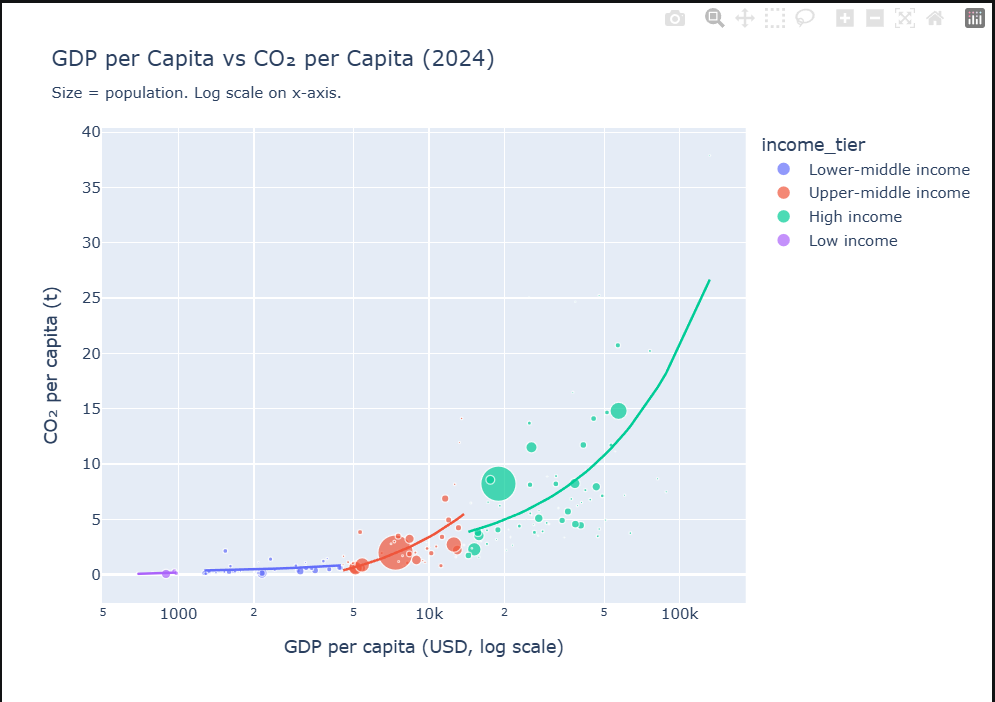 GDP per Capita vs CO₂ per Capita (2024)
Size = population. Log scale on x-axis.
income_tier
Lower-middle income
Upper-middle income
High income
Low income
40
35
30
25
20
15
10
5
0
CO₂ per capita (t)
5
1000
2
5
10k
2
5
100k
GDP per capita (USD, log scale)